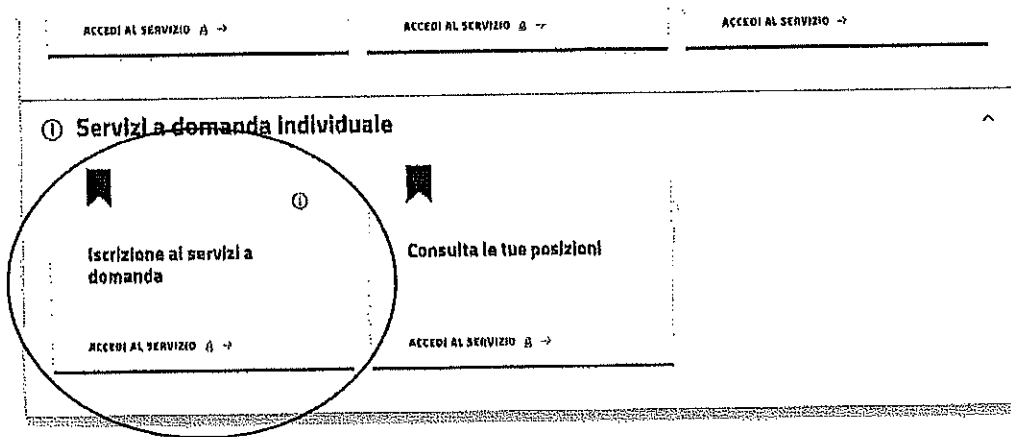 ACCEDI AL SERVIZIO → ACCEDI AL SERVIZIO → ACCEDI AL SERVIZIO →
Servizi a domanda individuale
Iscrizione ai servizi a
domanda
Consulta le tue posizioni
ACCEDI AL SERVIZIO → ACCEDI AL SERVIZIO →